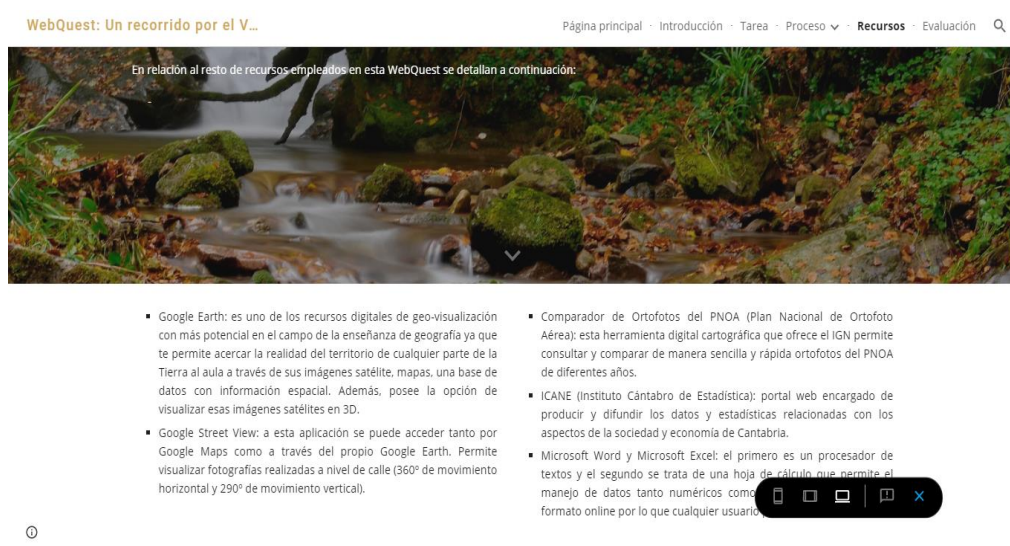 WebQuest: Un recorrido por el V...
Página principal - Introducción - Tarea - Proceso - Recursos - Evaluación
En relación al resto de recursos empleados en esta WebQuest se detallan a continuación:
-
▪ Google Earth: es uno de los recursos digitales de geo-visualización
con más potencial en el campo de la enseñanza de geografía ya que
te permite acercar la realidad del territorio de cualquier parte de la
Tierra al aula a través de sus imágenes satélite, mapas, una base de
datos con información espacial. Además, posee la opción de
visualizar esas imágenes satélites en 3D.
▪ Google Street View: a esta aplicación se puede acceder tanto por
Google Maps como a través del propio Google Earth. Permite
visualizar fotografías realizadas a nivel de calle (360º de movimiento
horizontal y 290º de movimiento vertical).
▪ Comparador de Ortofotos del PNOA (Plan Nacional de Ortofoto
Aérea): esta herramienta digital cartográfica que ofrece el IGN permite
consultar y comparar de manera sencilla y rápida ortofotos del PNOA
de diferentes años.
▪ ICANE (Instituto Cántabro de Estadística): portal web encargado de
producir y difundir los datos y estadísticas relacionadas con los
aspectos de la sociedad y economía de Cantabria.
▪ Microsoft Word y Microsoft Excel: el primero es un procesador de
textos y el segundo se trata de una hoja de cálculo que permite el
manejo de datos tanto numéricos como
formato online por lo que cualquier usuario